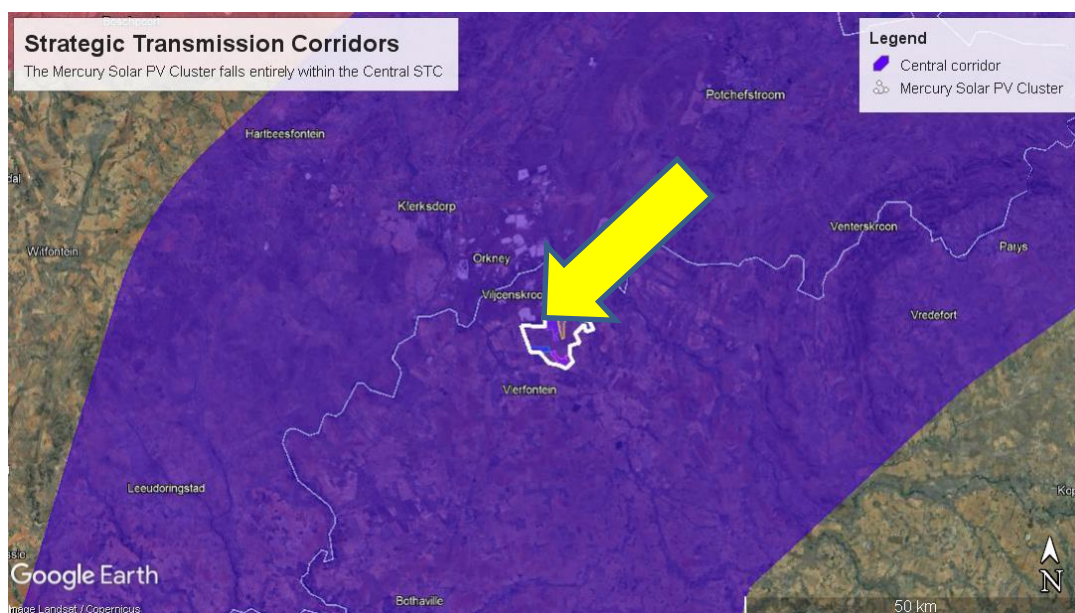 Strategic Transmission Corridors
The Mercury Solar PV Cluster falls entirely within the Central STC
Legend
Central corridor
Mercury Solar PV Cluster
Potchefstroom
Hartbeesfontein
Klerksdorp
Venterskroon
Witfontein
Parys
Orkney
Viljoenskroo
Vredefort
Vierfontein
Leeudoringstad
Kop
Google Earth
N
Image Landsat / Copernicus
Bothaville
50 km